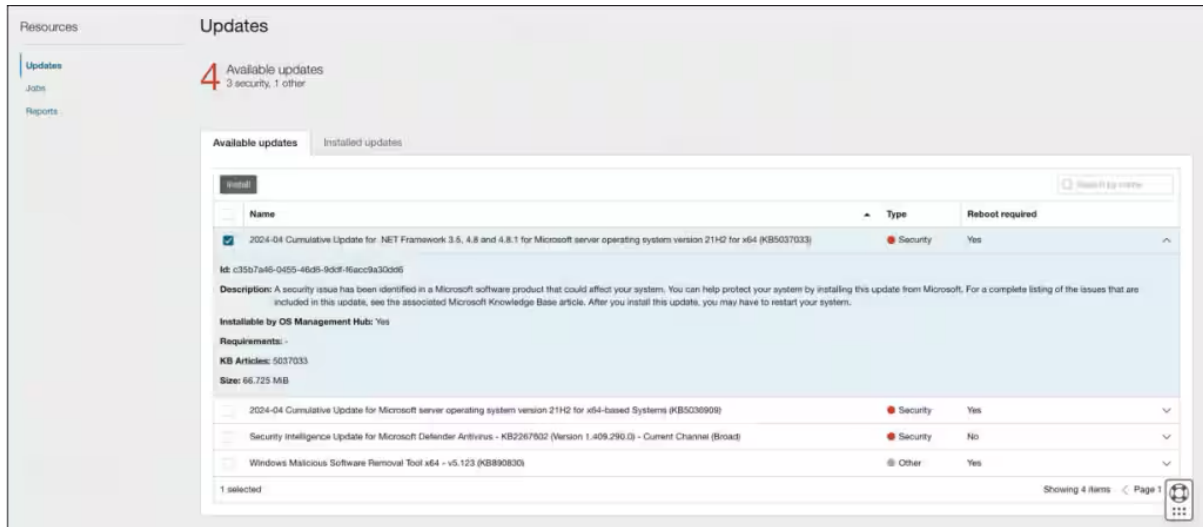 Resources
Updates
Jobs
Reports
Updates
4
Available updates
3 security, 1 other
Available updates
Installed updates
Install
Search by name
Name
Type
Reboot required
2024-04 Cumulative Update for .NET Framework 3.5, 4.8 and 4.8.1 for Microsoft server operating system version 21H2 for x64 (KB5037033)
Security
Yes
Id: c35b7a46-0455-46d6-9ddf-f6acc9a30dd6
Description: A security issue has been identified in a Microsoft software product that could affect your system. You can help protect your system by installing this update from Microsoft. For a complete listing of the issues that are
included in this update, see the associated Microsoft Knowledge Base article. After you install this update, you may have to restart your system.
Installable by OS Management Hub: Yes
Requirements: -
KB Articles: 5037033
Size: 66.725 MiB
2024-04 Cumulative Update for Microsoft server operating system version 21H2 for x64-based Systems (KB5036909)
Security
Yes
Security Intelligence Update for Microsoft Defender Antivirus - KB2267602 (Version 1.409.290.0) - Current Channel (Broad)
Security
No
Windows Malicious Software Removal Tool x64 - v5.123 (KB890830)
Other
Yes
1 selected
Showing 4 items
Page 1